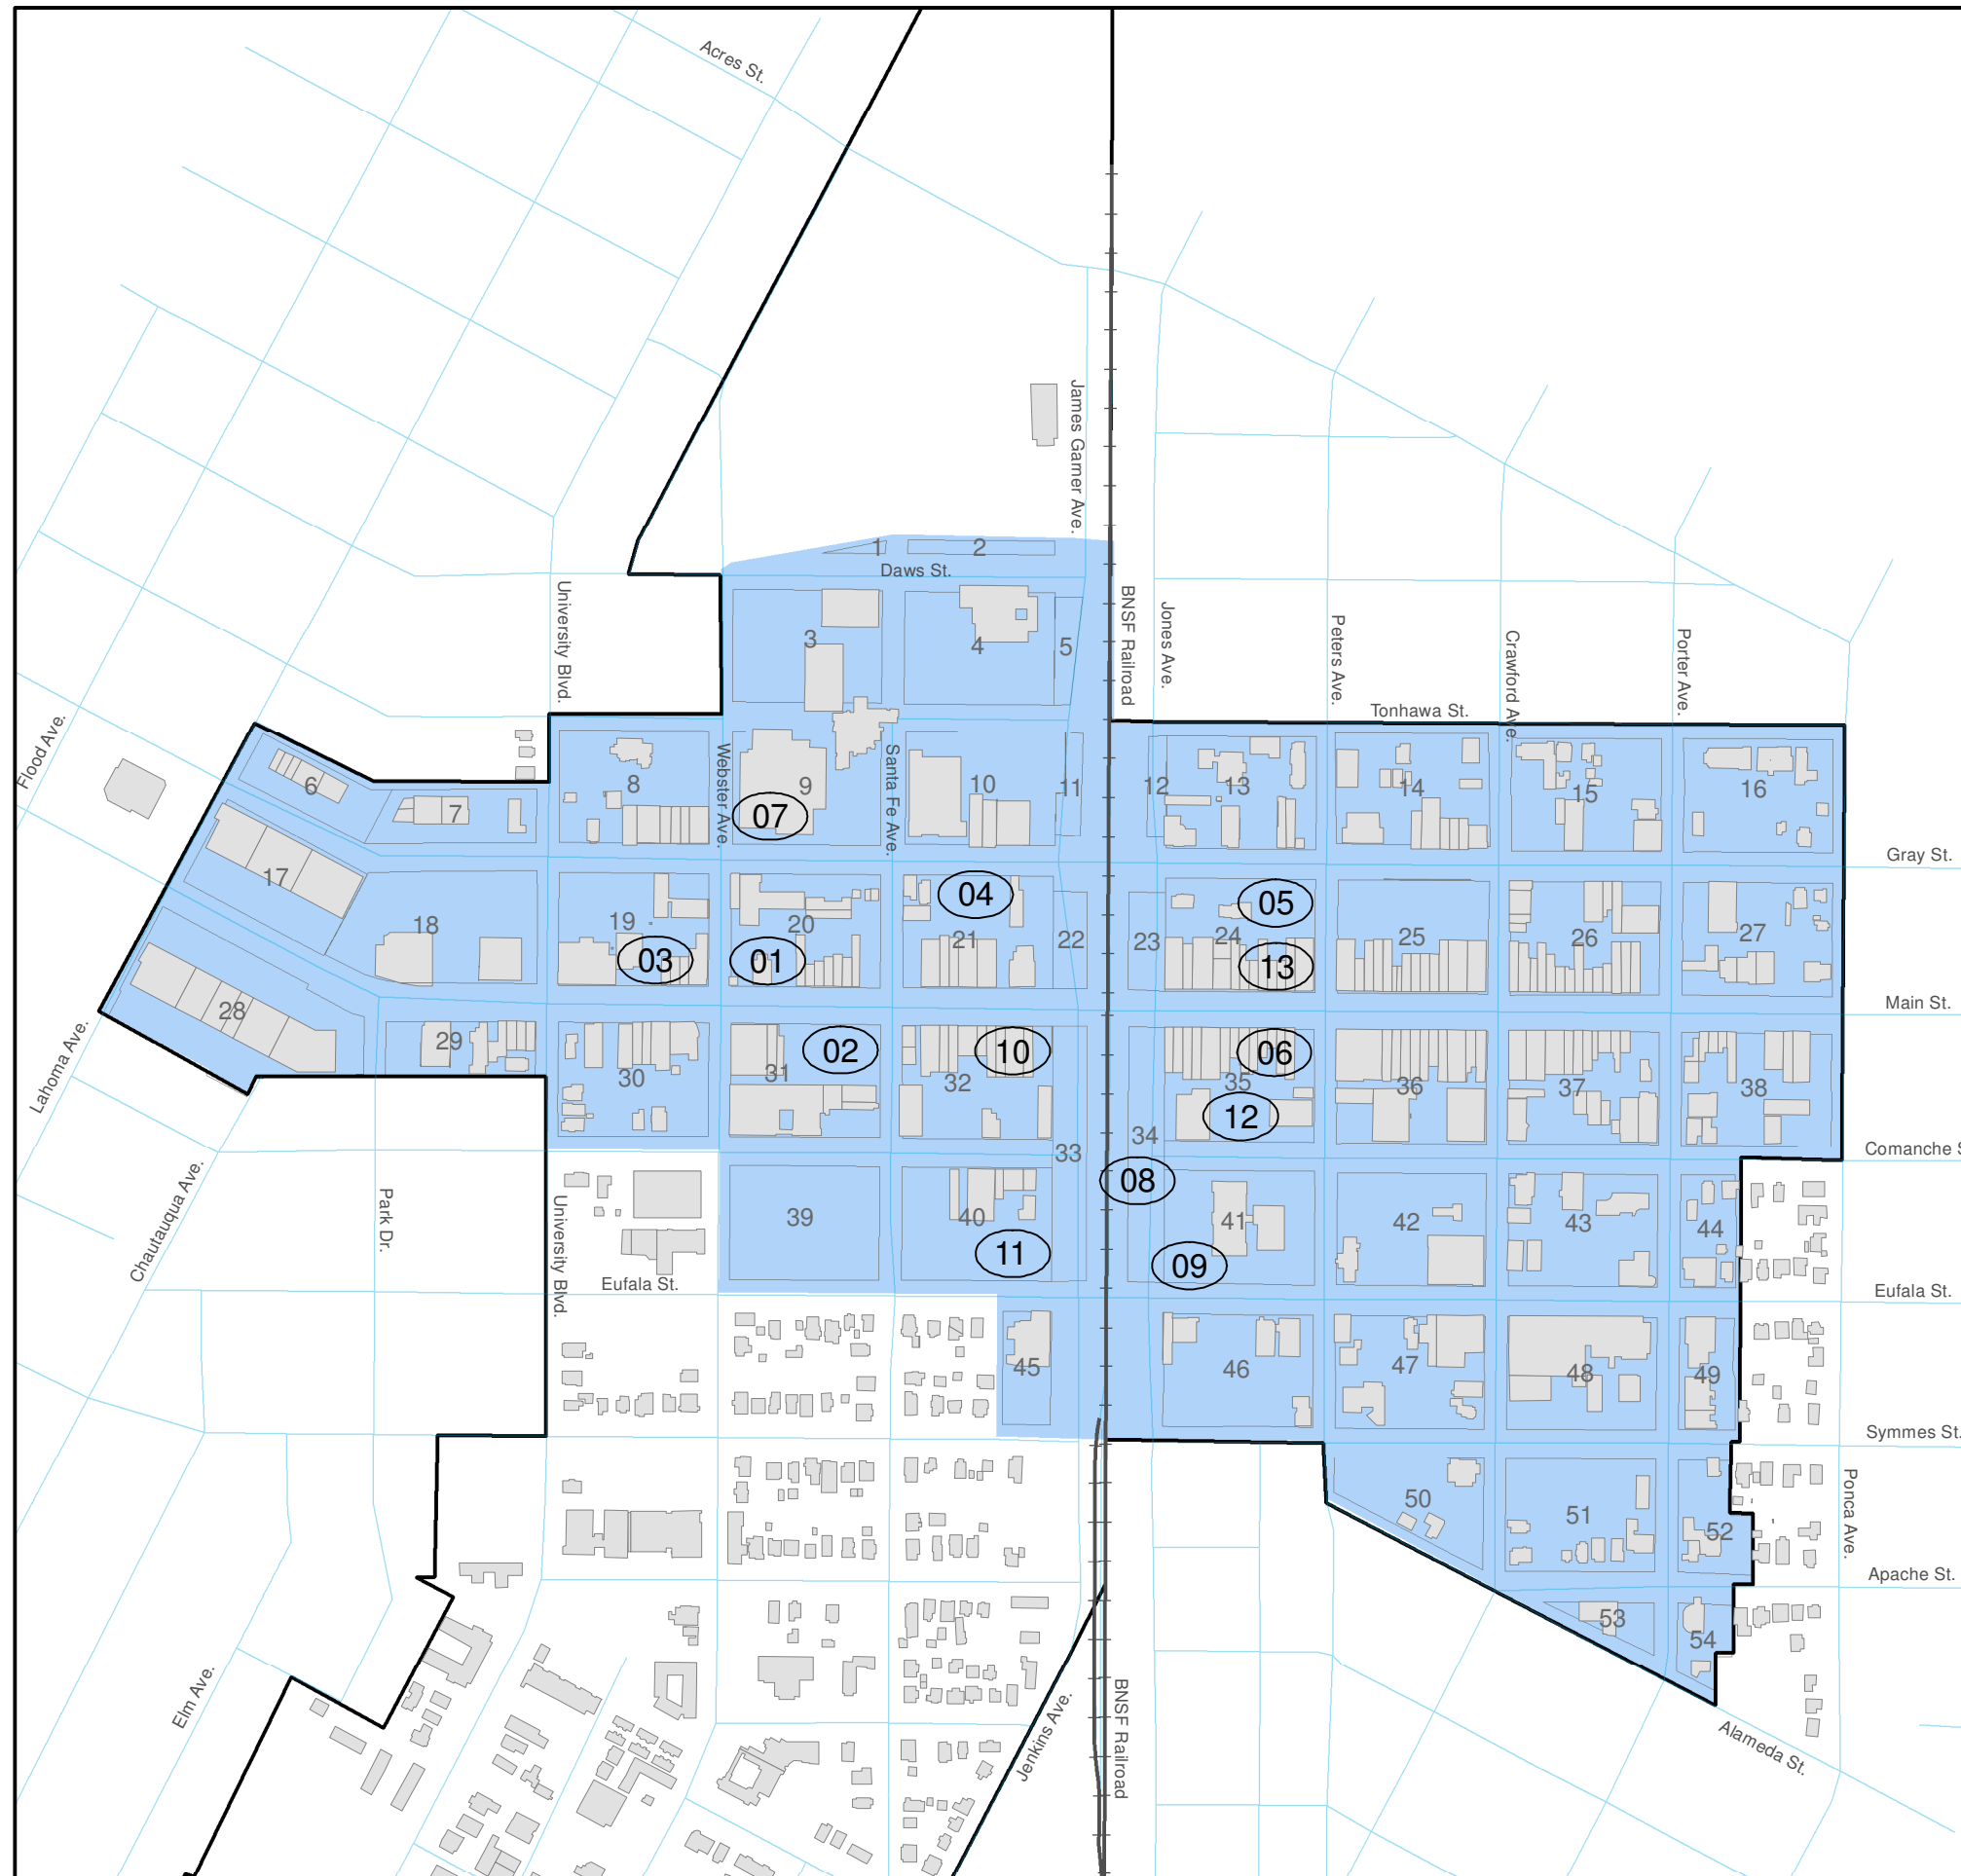 Acres St.
James Garner Ave.
1
2
Daws St.
University Blvd.
BNSF Railroad
Jones Ave.
Peters Ave.
Crawford Ave.
Porter Ave.
3
4
5
Tonhawa St.
Flood Ave.
Webster Ave.
Santa Fe Ave.
6
7
8
9
10
11
12
13
14
15
16
07
Gray St.
17
18
19
20
04
21
22
23
05
24
25
26
27
03
01
13
Main St.
28
29
30
31
02
32
10
06
35
36
37
38
Lahoma Ave.
12
34
33
Comanche S
Chautauqua Ave.
Park Dr.
University Blvd.
08
39
40
41
42
43
44
11
09
Eufala St.
Eufala St.
45
46
47
48
49
Symmes St.
50
51
52
Ponca Ave.
Apache St.
53
54
Elm Ave.
Jenkins Ave.
BNSF Railroad
Alameda St.